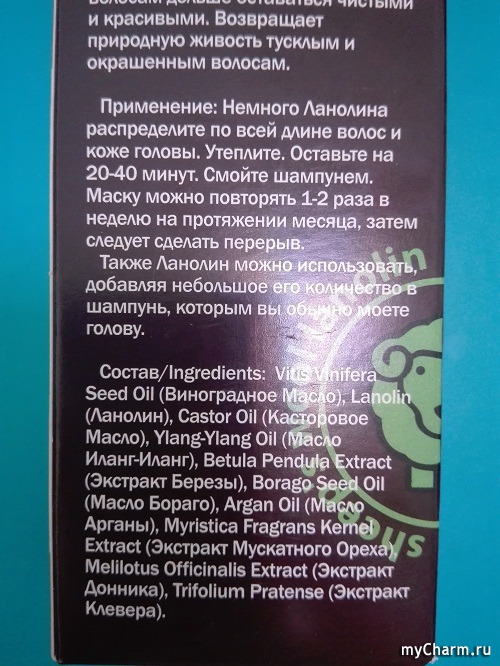 волосам дольше оставаться чистыми
и красивыми. Возвращает
природную живость тусклым и
окрашенным волосам.
Применение: Немного Ланолина
распределите по всей длине волос и
коже головы. Утеплите. Оставьте на
20-40 минут. Смойте шампунем.
Маску можно повторять 1-2 раза в
неделю на протяжении месяца, затем
следует сделать перерыв.
Также Ланолин можно использовать,
добавляя небольшое его количество в
шампунь, которым вы обычно моете
голову.
Состав/Ingredients: Vitis Vinifera
Seed Oil (Виноградное Масло), Lanolin
(Ланолин), Castor Oil (Касторовое
Масло), Ylang-Ylang Oil (Масло
Иланг-Иланг), Betula Pendula Extract
(Экстракт Березы), Borago Seed Oil
(Масло Бораго), Argan Oil (Масло
Арганы), Myristica Fragrans Kernel
Extract (Экстракт Мускатного Ореха),
Melilotus Officinalis Extract (Экстракт
Донника), Trifolium Pratense (Экстракт
Клевера).
Lanolin
myCharm.ru